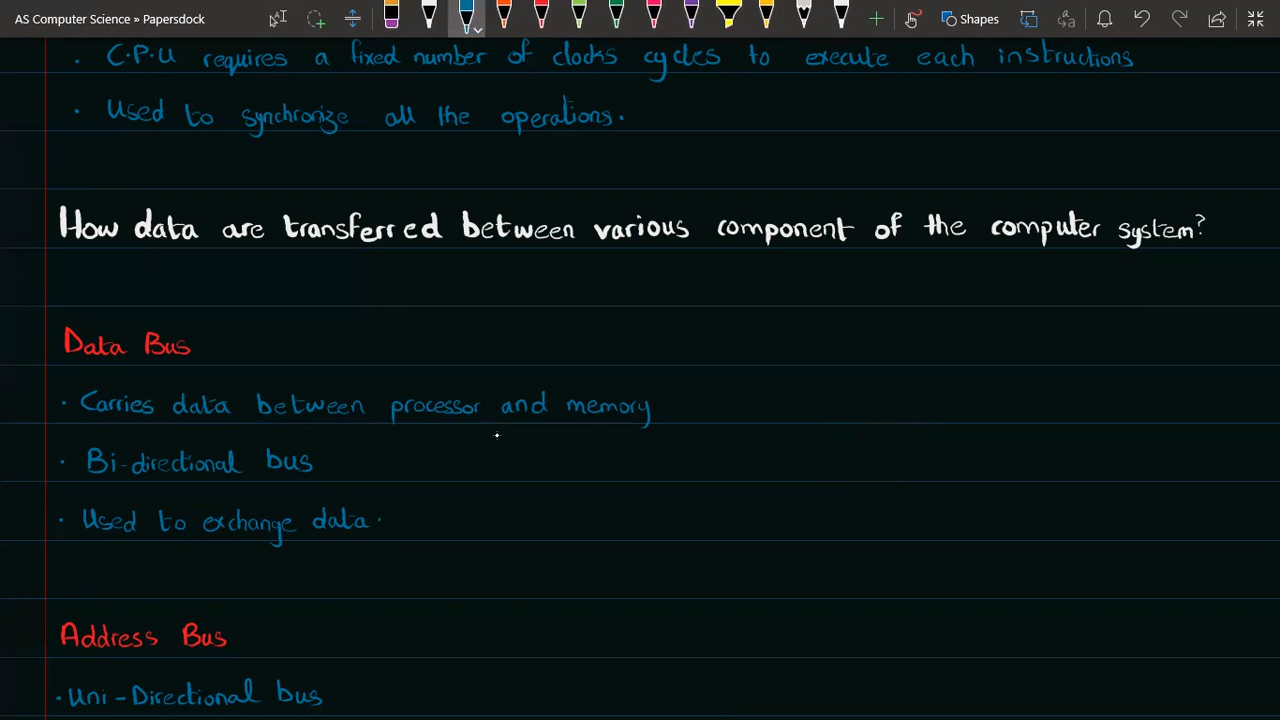 AS Computer Science » Papersdock
Shapes
· C.P.U requires a fixed number of clocks cycles to execute each instructions
· Used to synchronize all the operations.
How data are transferred between various component of the computer system?
Data Bus
· Carries data between processor and memory
· Bi-directional bus
· Used to exchange data.
Address Bus
· Uni-Directional bus